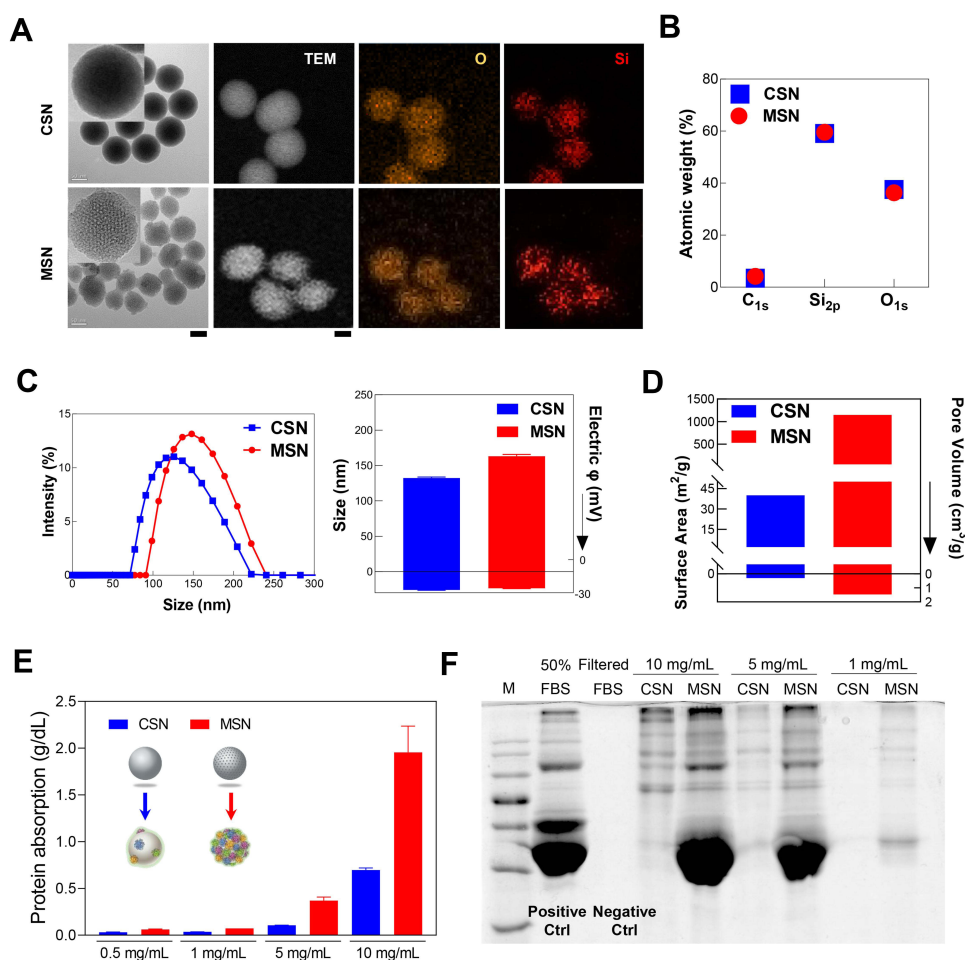 A
TEM
O
Si
CSN
MSN
B
80
60
40
20
0
Atomic weight (%)
CSN
MSN
C1s
Si2p
O1s
C
15
10
5
0
Intensity (%)
CSN
MSN
0
50
100
150
200
250
300
Size (nm)
250
200
150
100
50
0
Size (nm)
CSN
MSN
Electric φ (mV)
0
-30
D
1500
1000
500
45
30
15
0
Surface Area (m²/g)
CSN
MSN
Pore Volume (cm³/g)
0
1
2
E
2.5
2.0
1.5
1.0
0.5
0.0
Protein absorption (g/dL)
CSN
MSN
0.5 mg/mL
1 mg/mL
5 mg/mL
10 mg/mL
F
50% Filtered 10 mg/mL 5 mg/mL 1 mg/mL
M FBS FBS CSN MSN CSN MSN CSN MSN
Positive Negative
Ctrl Ctrl